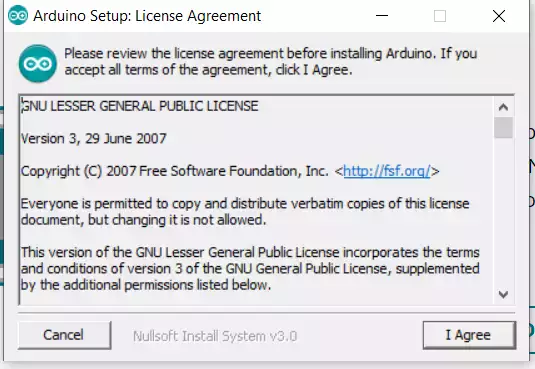 Arduino Setup: License Agreement
Please review the license agreement before installing Arduino. If you
accept all terms of the agreement, click I Agree.
GNU LESSER GENERAL PUBLIC LICENSE
Version 3, 29 June 2007
Copyright (C) 2007 Free Software Foundation, Inc. <http://fsf.org/>
Everyone is permitted to copy and distribute verbatim copies of this license
document, but changing it is not allowed.
This version of the GNU Lesser General Public License incorporates the terms
and conditions of version 3 of the GNU General Public License, supplemented
by the additional permissions listed below.
Cancel
Nullsoft Install System v3.0
I Agree